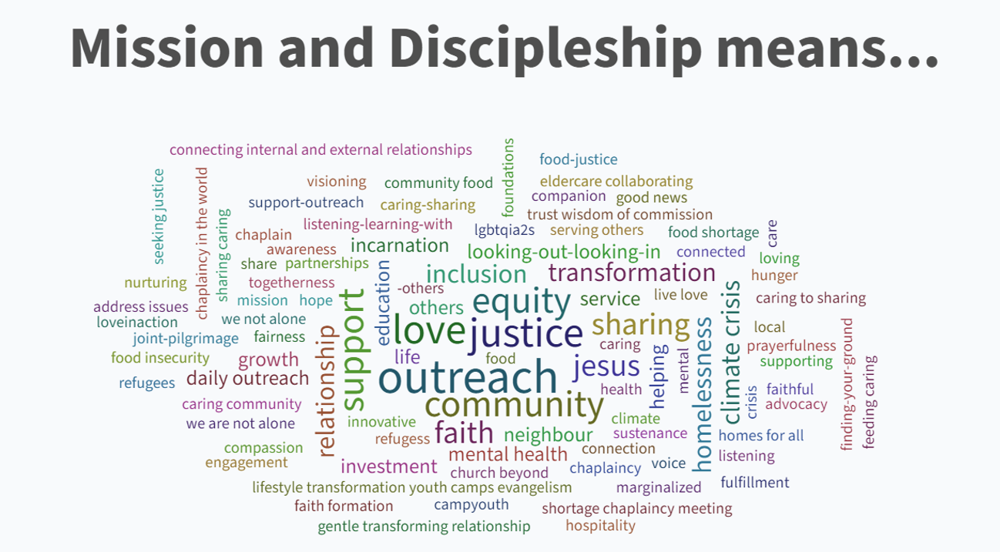 Mission and Discipleship means...
connecting internal and external relationships
foundations
food-justice
seeking justice
chaplaincy in the world
visioning
community food
eldercare collaborating
companion
good news
support-outreach
caring-sharing
trust wisdom of commission
sharing caring
listening-learning-with
lgbtqia2s
serving others
food shortage
care
chaplain
awareness
incarnation
looking-out-looking-in
connected
loving
share
partnerships
education
inclusion
transformation
hunger
nurturing
togetherness
-others
equity
service
live love
climate crisis
caring to sharing
mission
hope
support
others
address issues
loveinaction
we not alone
love
justice
sharing
homelessness
local
joint-pilgrimage
fairness
relationship
caring
prayerfulness
finding-your-ground
food insecurity
growth
life
food
jesus
helping
mental
supporting
feeding caring
refugees
daily outreach
outreach
health
crisis
faithful
caring community
community
advocacy
we are not alone
innovative
climate
refugess
faith
neighbour
sustenance
homes for all
compassion
mental health
connection
listening
engagement
investment
church beyond
chaplaincy
voice
lifestyle transformation youth camps evangelism
marginalized
fulfillment
faith formation
campyouth
shortage chaplaincy meeting
gentle transforming relationship
hospitality